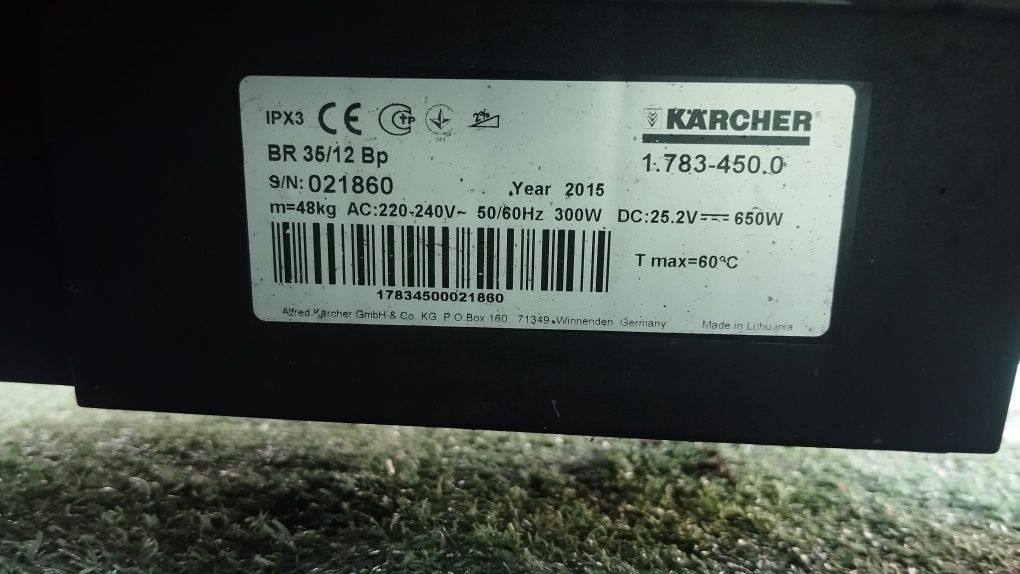 IPX3 CE
KÄRCHER
BR 35/12 Bp
1.783-450.0
S/N: 021860 Year 2015
m=48kg AC:220-240V~ 50/60Hz 300W DC:25.2V⎓ 650W
T max=60°C
17834500021860
Alfred Kärcher GmbH & Co. KG, P.O.Box 160, 71349 Winnenden Germany Made in Lithuania